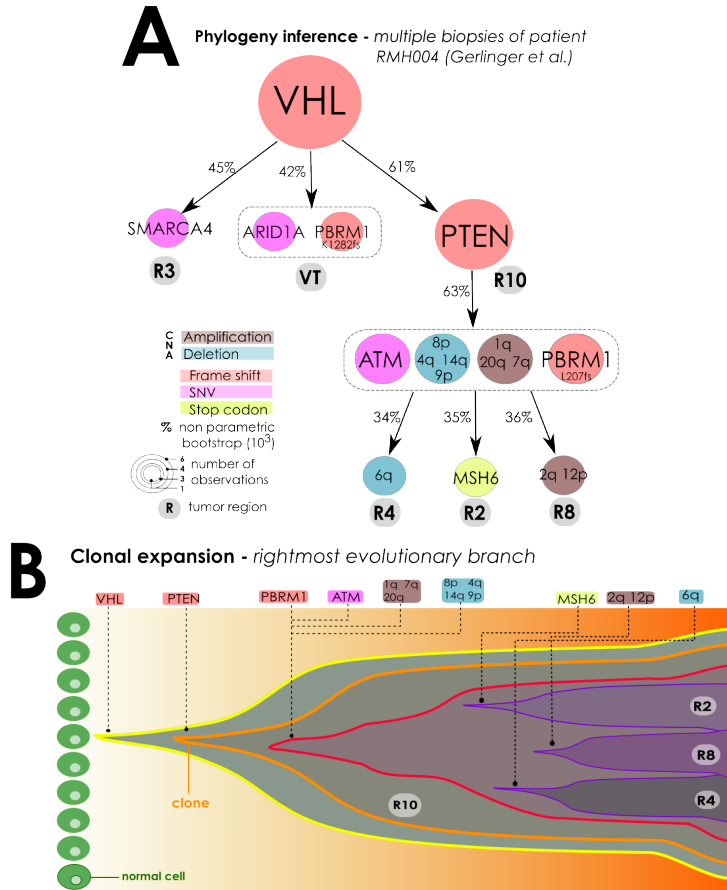 A
Phylogeny inference - multiple biopsies of patient
RMH004 (Gerlinger et al.)
VHL
45%
42%
61%
SMARCA4
ARID1A
PBRM1
K1282fs
PTEN
R3
VT
R10
63%
C
N
A
Amplification
Deletion
Frame shift
SNV
Stop codon
% non parametric
bootstrap (10³)
6
4
3
1
number of
observations
R tumor region
ATM
8p
4q 14q
9p
1q
20q 7q
PBRM1
L207fs
34%
35%
36%
6q
MSH6
2q 12p
R4
R2
R8
B
Clonal expansion - rightmost evolutionary branch
VHL
PTEN
PBRM1
ATM
1q 7q
20q
8p 4q
14q 9p
MSH6
2q 12p
6q
R2
R8
R4
clone
R10
normal cell